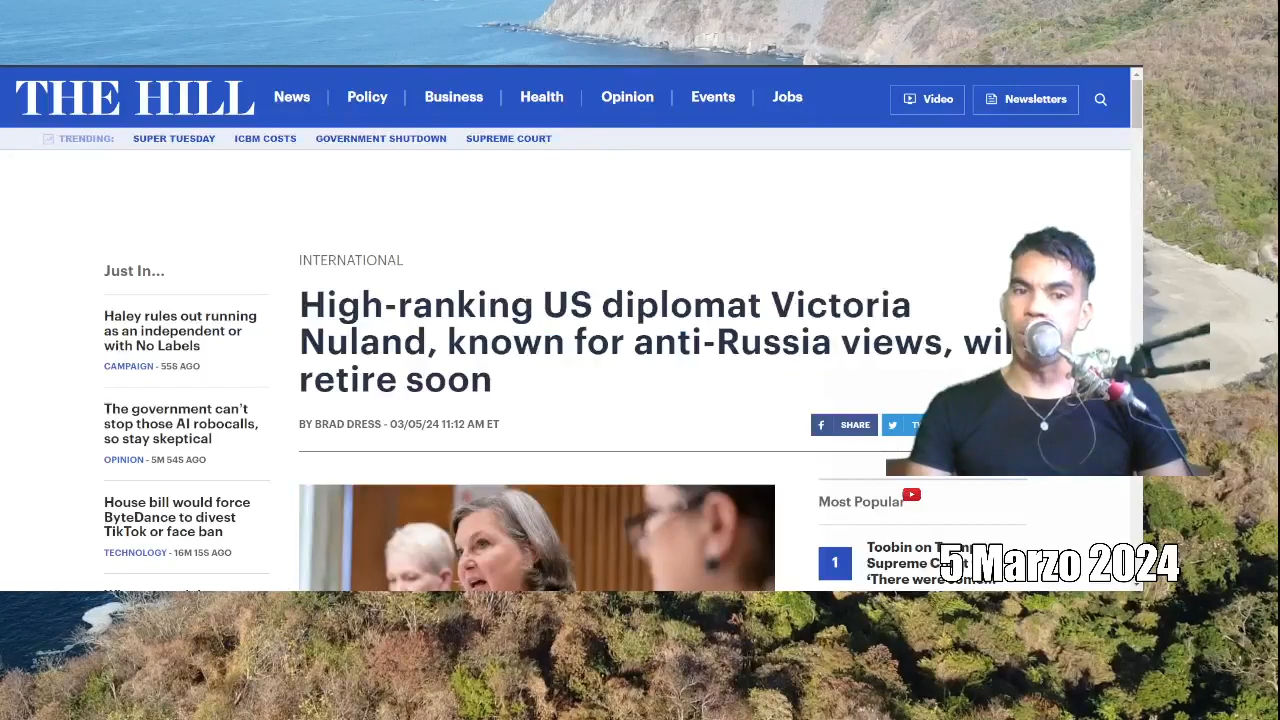 THE HILL
News
Policy
Business
Health
Opinion
Events
Jobs
Video
Newsletters
TRENDING:
SUPER TUESDAY
ICBM COSTS
GOVERNMENT SHUTDOWN
SUPREME COURT
Just In...
Haley rules out running
as an independent or
with No Labels
CAMPAIGN - 55S AGO
The government can't
stop those AI robocalls,
so stay skeptical
OPINION - 5M 54S AGO
House bill would force
ByteDance to divest
TikTok or face ban
TECHNOLOGY - 16M 15S AGO
INTERNATIONAL
High-ranking US diplomat Victoria
Nuland, known for anti-Russia views,
retire soon
BY BRAD DRESS - 03/05/24 11:12 AM ET
SHARE
Most Popular
1
Toobin on
Supreme
'There were
5 Marzo 2024